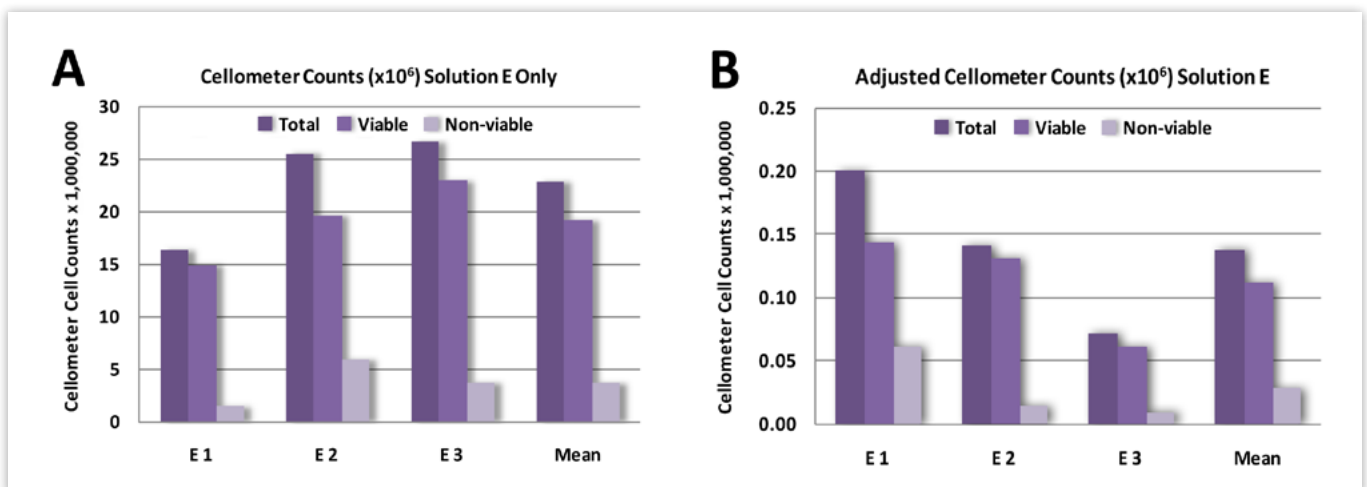 A
Cellometer Counts (x10⁶) Solution E Only
Cellometer Cell Counts x 1,000,000
30
25
20
15
10
5
0
Total Viable Non-viable
E 1 E 2 E 3 Mean
B
Adjusted Cellometer Counts (x10⁶) Solution E
Cellometer Cell Counts x 1,000,000
0.25
0.20
0.15
0.10
0.05
0.00
Total Viable Non-viable
E 1 E 2 E 3 Mean